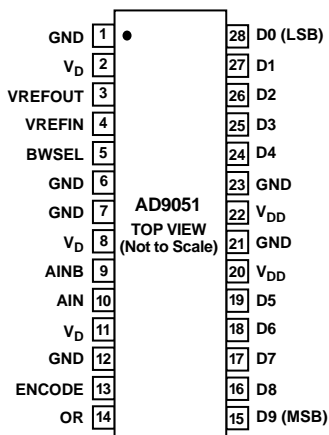 GND 1 28 D0 (LSB)
VD 2 27 D1
VREFOUT 3 26 D2
VREFIN 4 25 D3
BWSEL 5 24 D4
GND 6 23 GND
GND 7 22 VDD
VD 8 21 GND
AINB 9 20 VDD
AIN 10 19 D5
VD 11 18 D6
GND 12 17 D7
ENCODE 13 16 D8
OR 14 15 D9 (MSB)
AD9051
TOP VIEW
(Not to Scale)